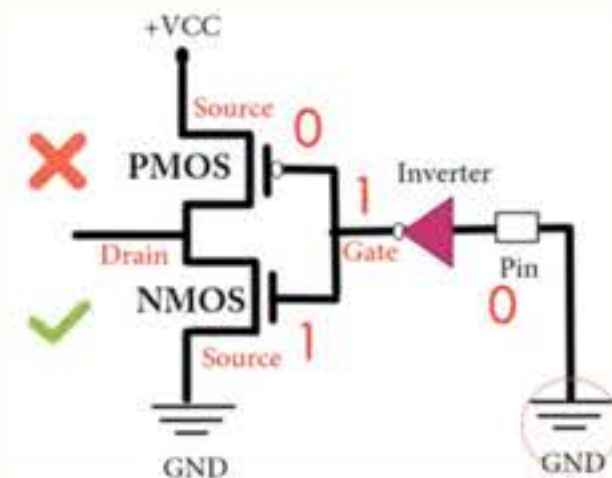 +VCC
Source
0
PMOS
1
Inverter
Drain
Gate
Pin
NMOS
1
0
Source
GND
GND